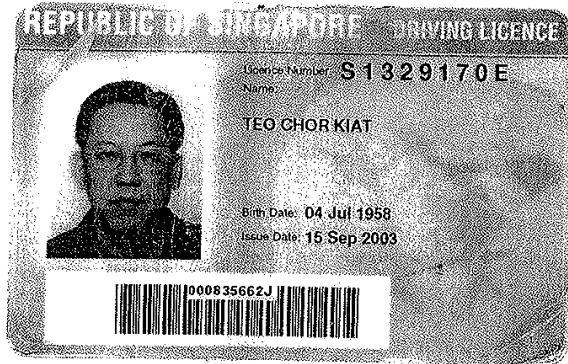 REPUBLIC OF SINGAPORE DRIVING LICENCE
Licence Number: S1329170E
Name:
TEO CHOR KIAT
Birth Date: 04 Jul 1958
Issue Date: 15 Sep 2003
000835662J